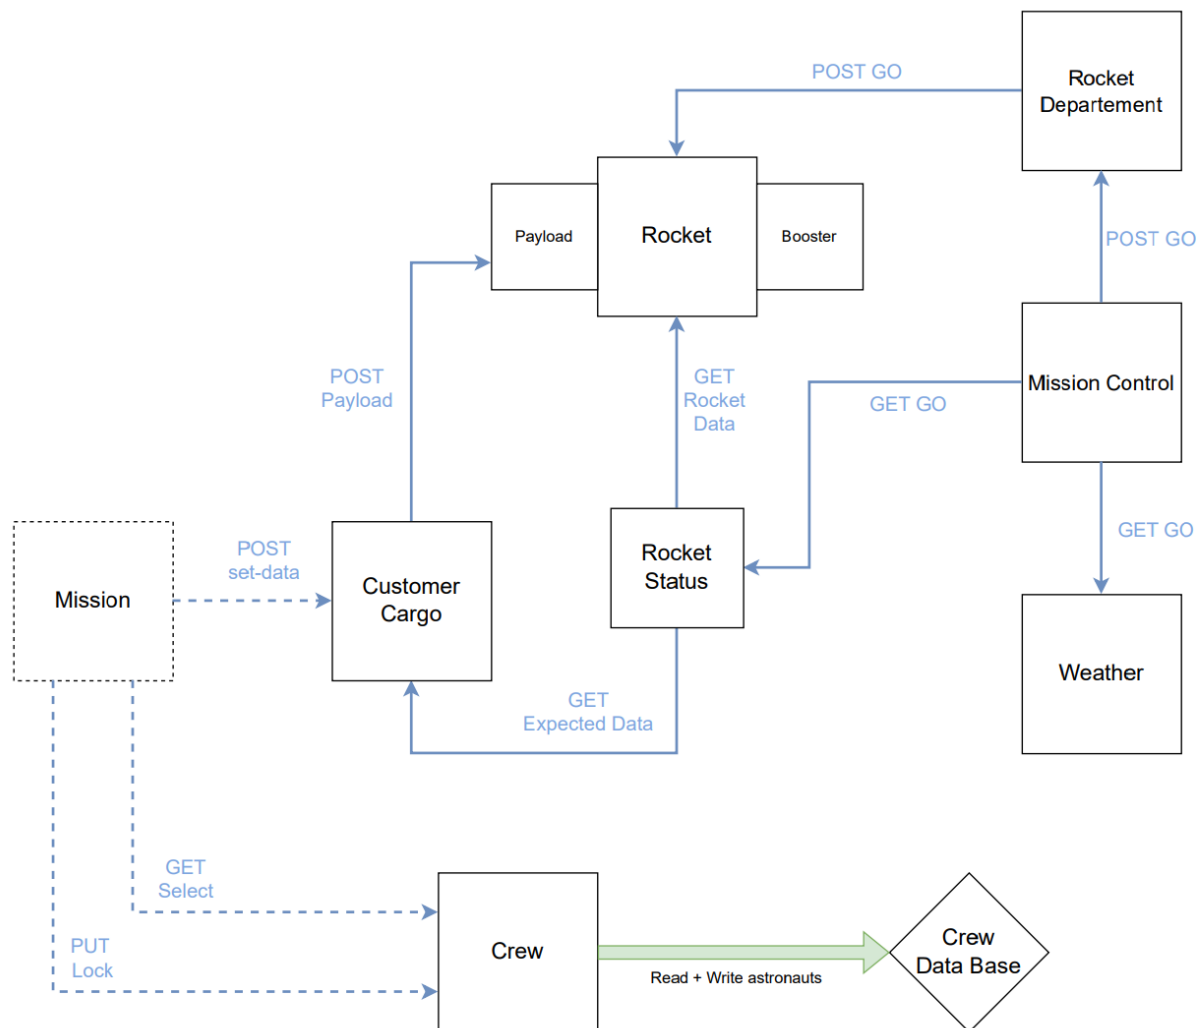 POST GO
Rocket
Departement
Payload
Rocket
Booster
POST GO
POST
Payload
GET
Rocket
Data
GET GO
Mission Control
Mission
POST
set-data
Customer
Cargo
Rocket
Status
GET GO
Weather
GET
Expected Data
GET
Select
PUT
Lock
Crew
Read + Write astronauts
Crew
Data Base